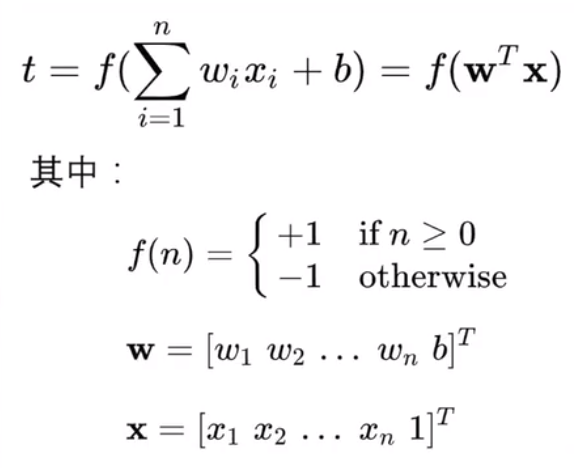 t = f(∑_{i=1}^{n} w_i x_i + b) = f(𝐰^T 𝐱)
其中：
f(n) = { +1 if n ≥ 0
−1 otherwise
𝐰 = [w_1 w_2 … w_n b]^T
𝐱 = [x_1 x_2 … x_n 1]^T